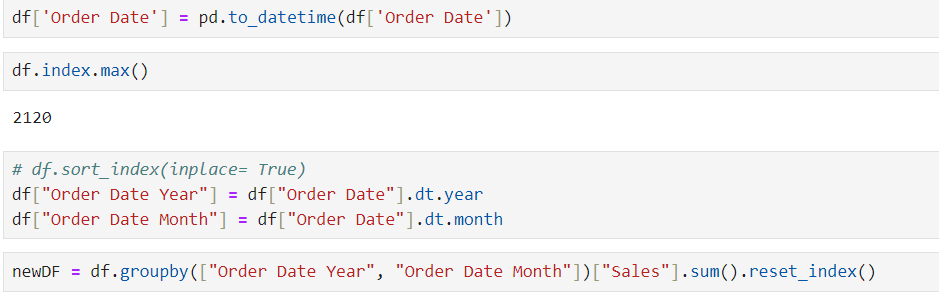 df['Order Date'] = pd.to_datetime(df['Order Date'])
df.index.max()
2120
# df.sort_index(inplace= True)
df["Order Date Year"] = df["Order Date"].dt.year
df["Order Date Month"] = df["Order Date"].dt.month
newDF = df.groupby(["Order Date Year", "Order Date Month"])["Sales"].sum().reset_index()